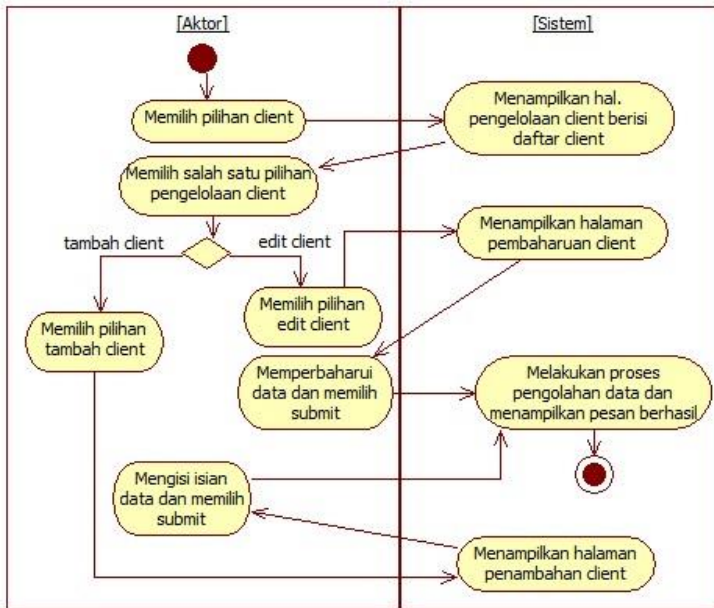 [Aktor]
[Sistem]
Memilih pilihan client
Menampilkan hal.
pengelolaan client berisi
daftar client
Memilih salah satu pilihan
pengelolaan client
tambah client
edit client
Menampilkan halaman
pembaharuan client
Memilih pilihan
edit client
Memilih pilihan
tambah client
Memperbaharui
data dan memilih
submit
Melakukan proses
pengolahan data dan
menampilkan pesan berhasil
Mengisi isian
data dan memilih
submit
Menampilkan halaman
penambahan client